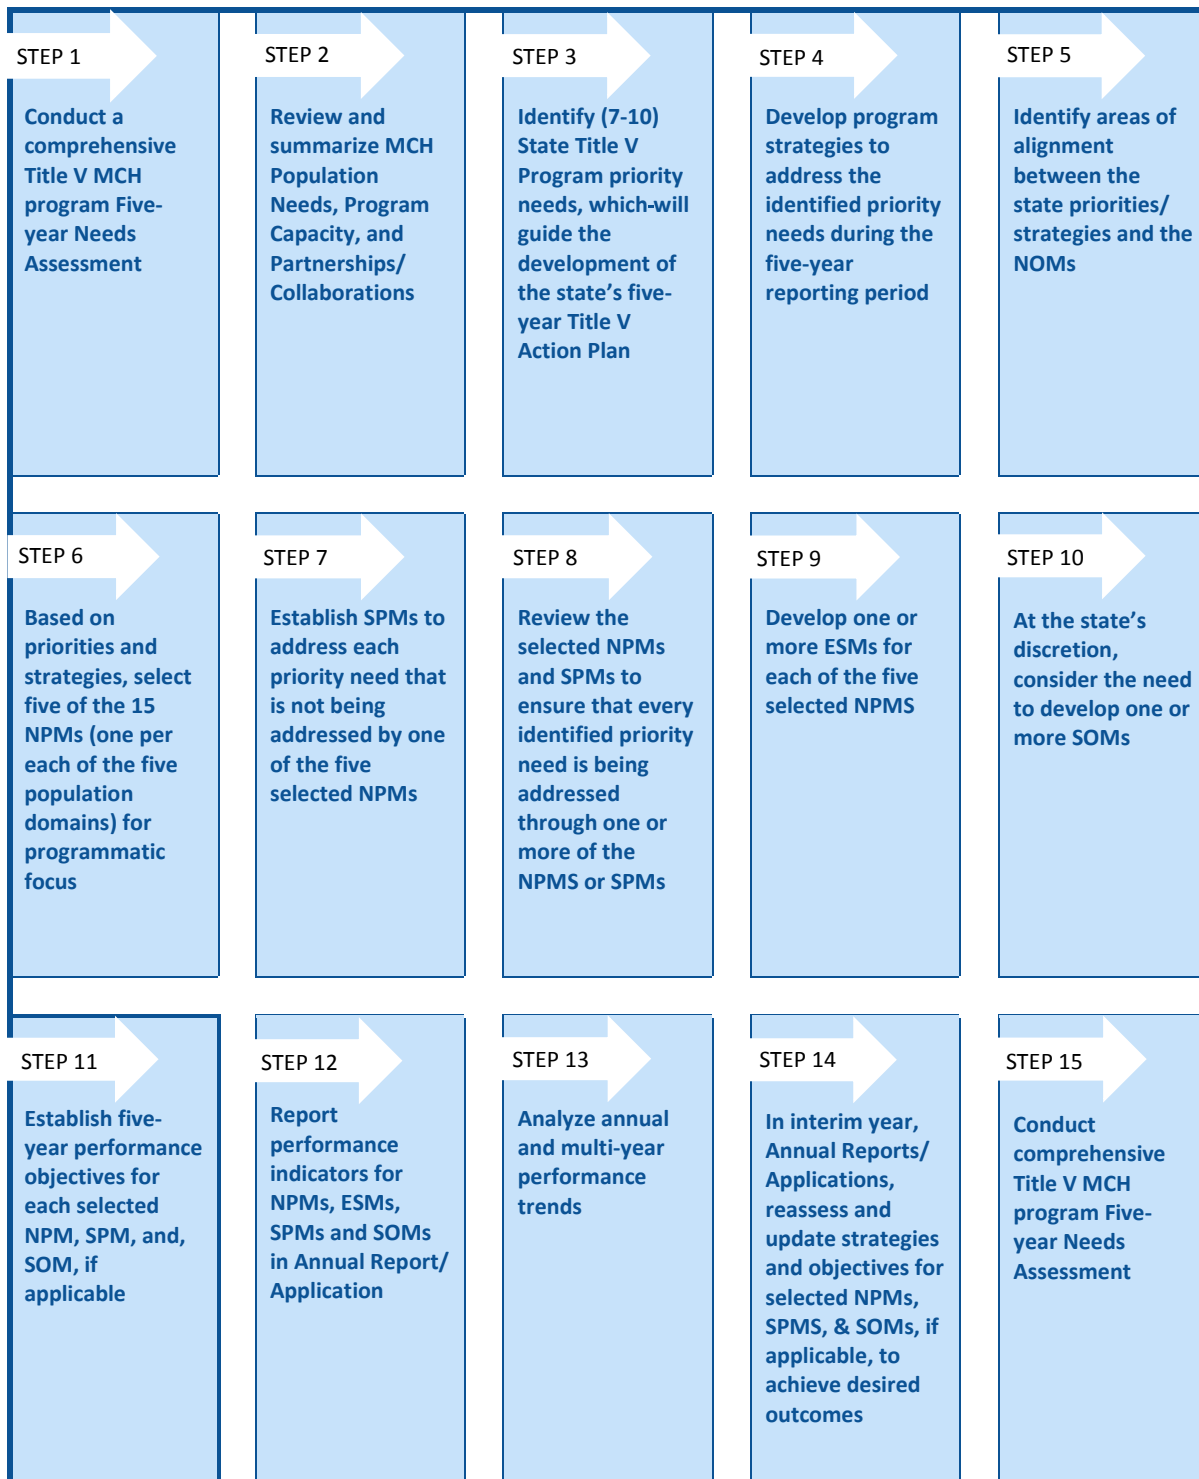 STEP 1
Conduct a
comprehensive
Title V MCH
program Five-
year Needs
Assessment
STEP 2
Review and
summarize MCH
Population
Needs, Program
Capacity, and
Partnerships/
Collaborations
STEP 3
Identify (7-10)
State Title V
Program priority
needs, which-will
guide the
development of
the state’s five-
year Title V
Action Plan
STEP 4
Develop program
strategies to
address the
identified priority
needs during the
five-year
reporting period
STEP 5
Identify areas of
alignment
between the
state priorities/
strategies and the
NOMs
STEP 6
Based on
priorities and
strategies, select
five of the 15
NPMs (one per
each of the five
population
domains) for
programmatic
focus
STEP 7
Establish SPMs to
address each
priority need that
is not being
addressed by one
of the five
selected NPMs
STEP 8
Review the
selected NPMs
and SPMs to
ensure that every
identified priority
need is being
addressed
through one or
more of the
NPMS or SPMs
STEP 9
Develop one or
more ESMs for
each of the five
selected NPMS
STEP 10
At the state’s
discretion,
consider the need
to develop one or
more SOMs
STEP 11
Establish five-
year performance
objectives for
each selected
NPM, SPM, and,
SOM, if
applicable
STEP 12
Report
performance
indicators for
NPMs, ESMs,
SPMs and SOMs
in Annual Report/
Application
STEP 13
Analyze annual
and multi-year
performance
trends
STEP 14
In interim year,
Annual Reports/
Applications,
reassess and
update strategies
and objectives for
selected NPMs,
SPMS, & SOMs, if
applicable, to
achieve desired
outcomes
STEP 15
Conduct
comprehensive
Title V MCH
program Five-
year Needs
Assessment